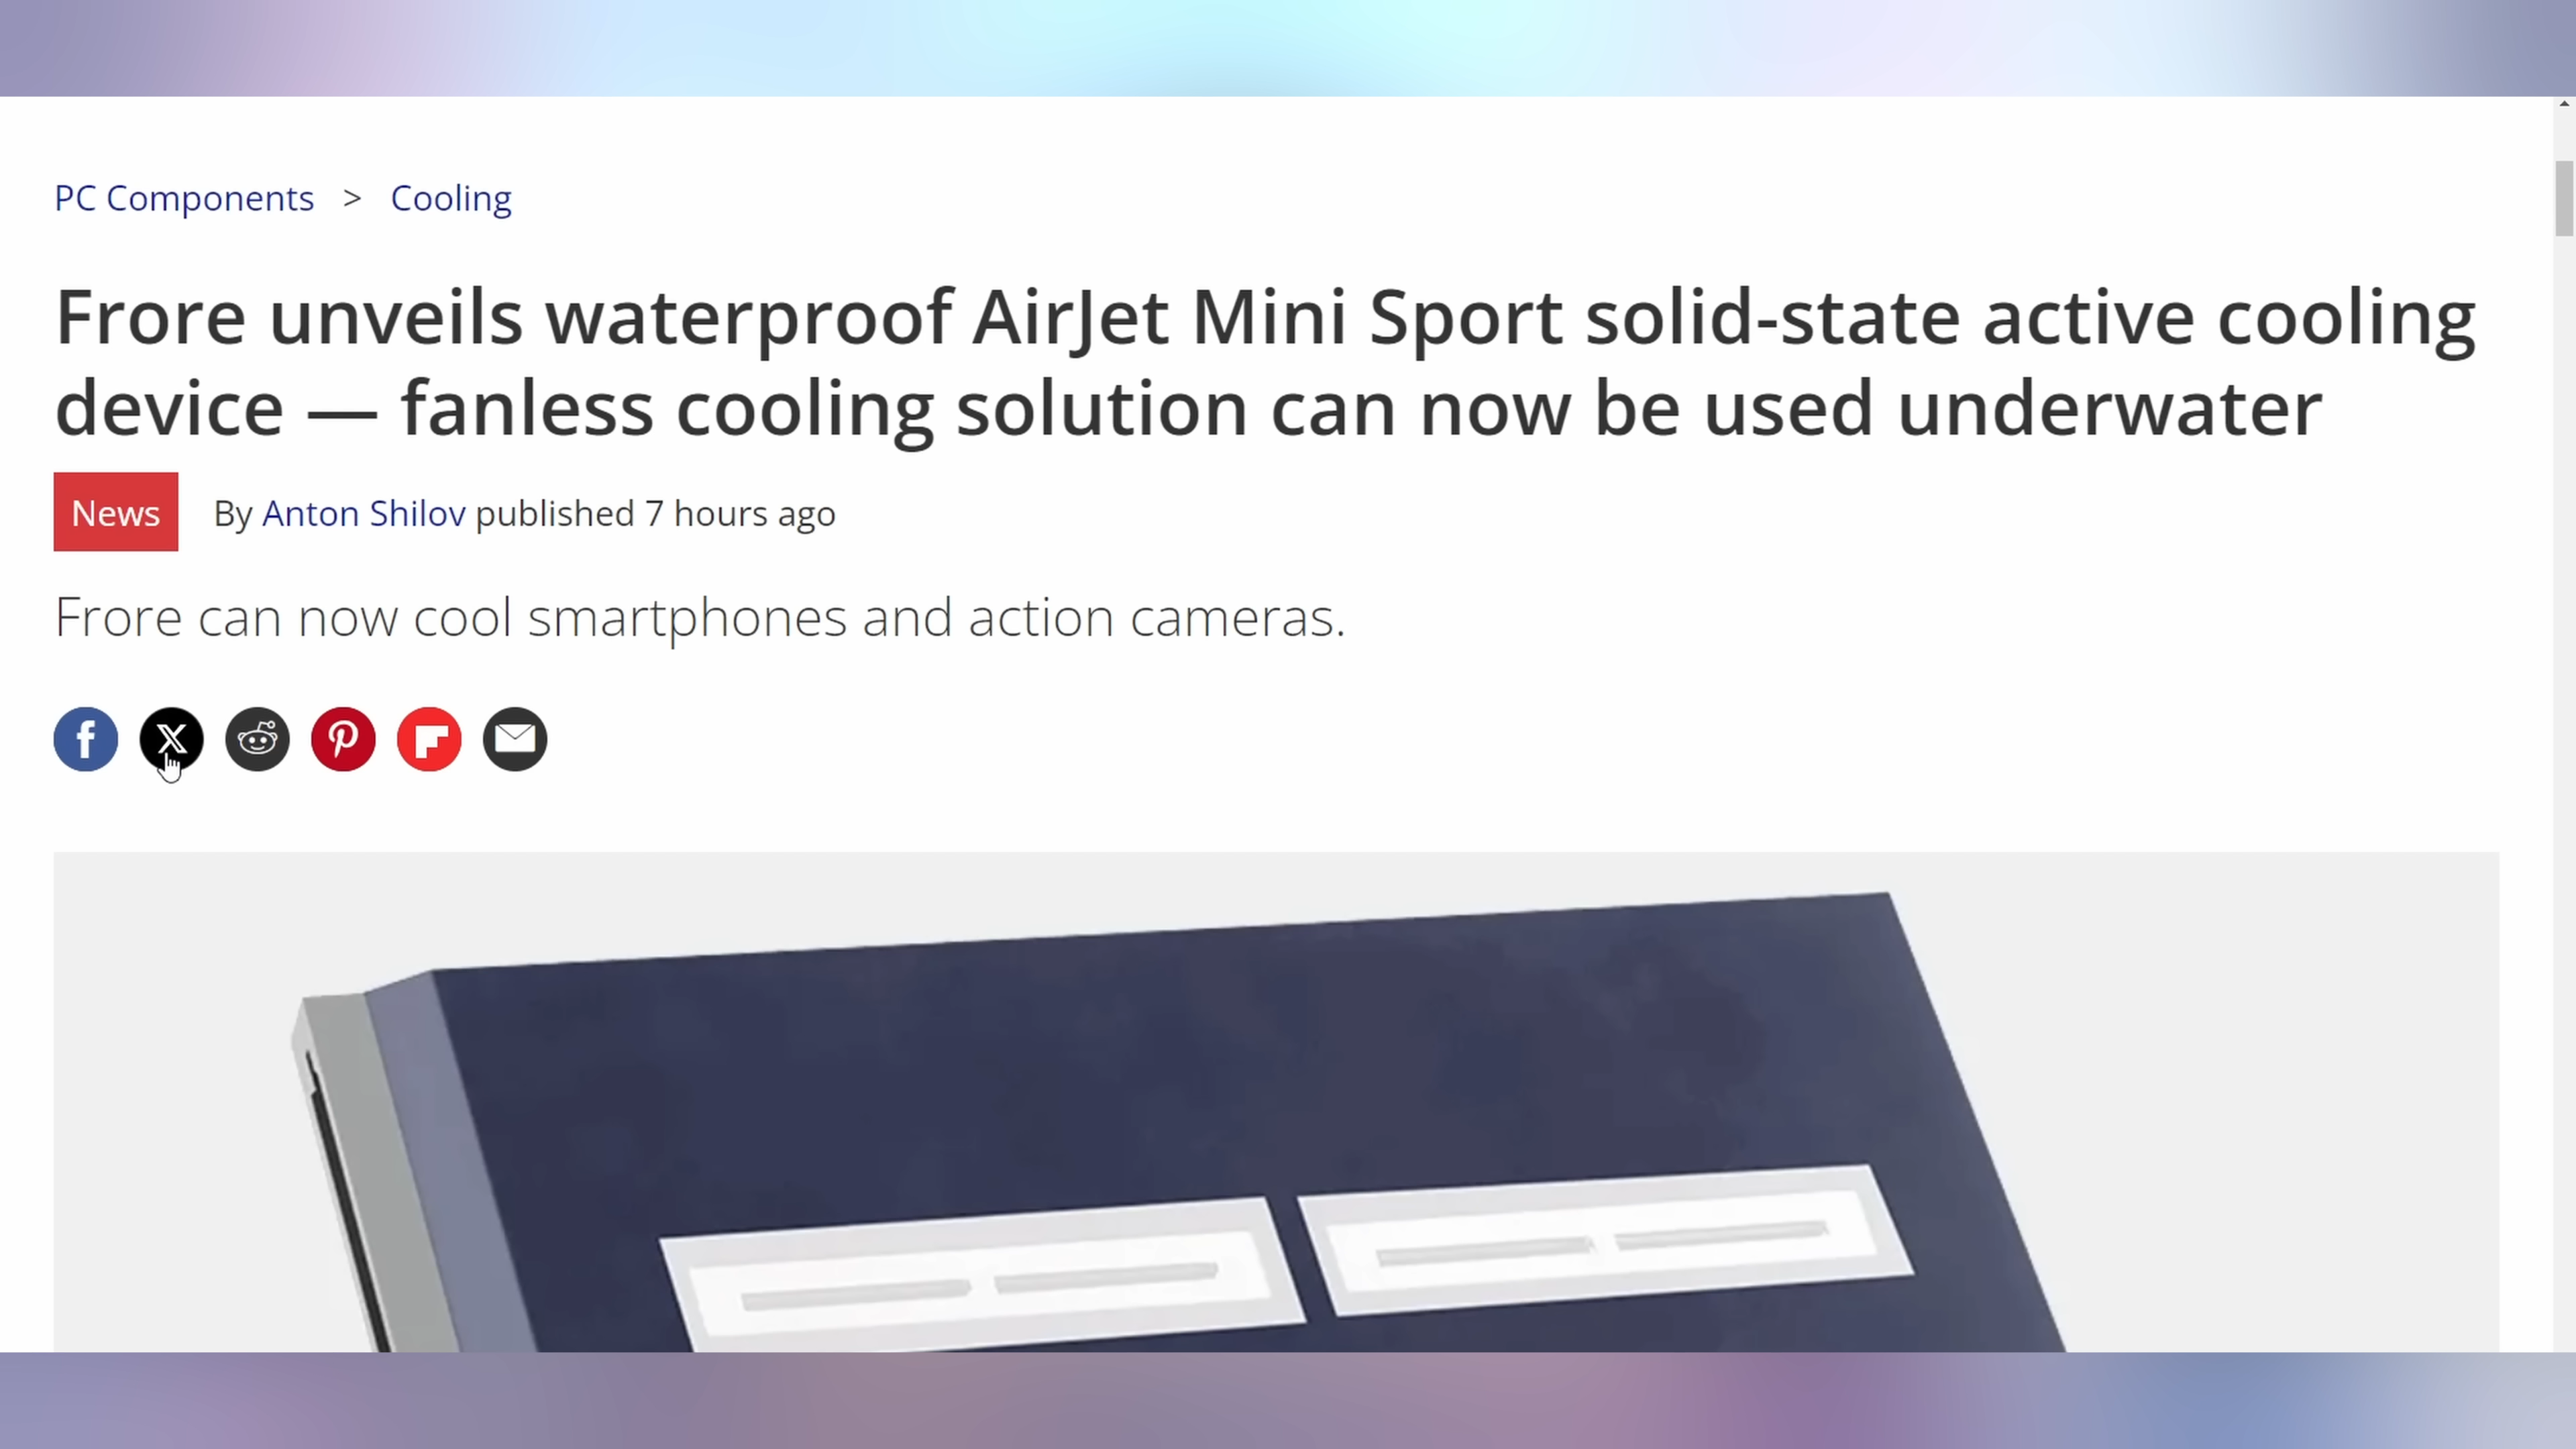 PC Components > Cooling
Frore unveils waterproof AirJet Mini Sport solid-state active cooling
device — fanless cooling solution can now be used underwater
News By Anton Shilov published 7 hours ago
Frore can now cool smartphones and action cameras.